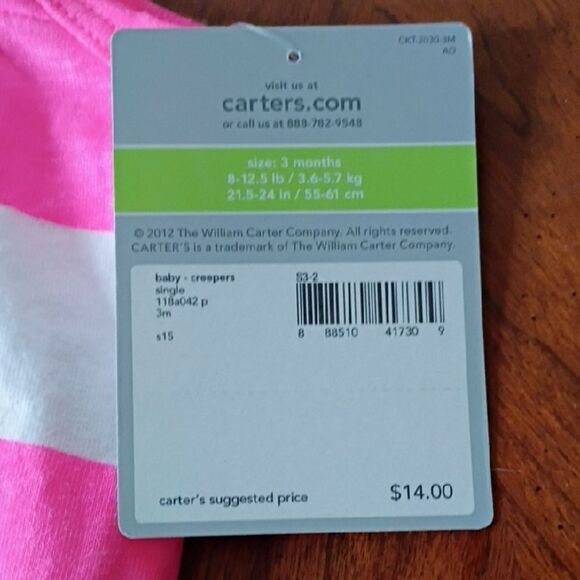 CKT-2030-3M
AO
visit us at
carters.com
or call us at 888-782-9548
size: 3 months
8-12.5 lb / 3.6-5.7 kg
21.5-24 in / 55-61 cm
© 2012 The William Carter Company. All rights reserved.
CARTER'S is a trademark of The William Carter Company.
baby - creepers
single
118a042 p
3m
s15
S3-2
8 88510 41730 9
carter's suggested price
$14.00